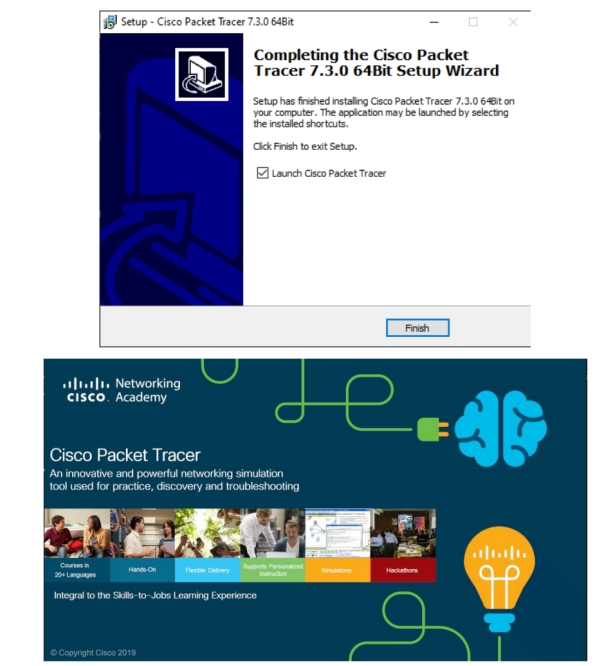 Setup - Cisco Packet Tracer 7.3.0 64Bit
Completing the Cisco Packet
Tracer 7.3.0 64Bit Setup Wizard
Setup has finished installing Cisco Packet Tracer 7.3.0 64Bit on
your computer. The application may be launched by selecting
the installed shortcuts.
Click Finish to exit Setup.
Launch Cisco Packet Tracer
Finish
Networking
CISCO. Academy
Cisco Packet Tracer
An innovative and powerful networking simulation
tool used for practice, discovery and troubleshooting
Courses in
20+ Languages
Hands-On
Flexible Delivery
Supports Personalized
Instruction
Simulations
Hackathons
Integral to the Skills-to-Jobs Learning Experience
© Copyright Cisco 2019